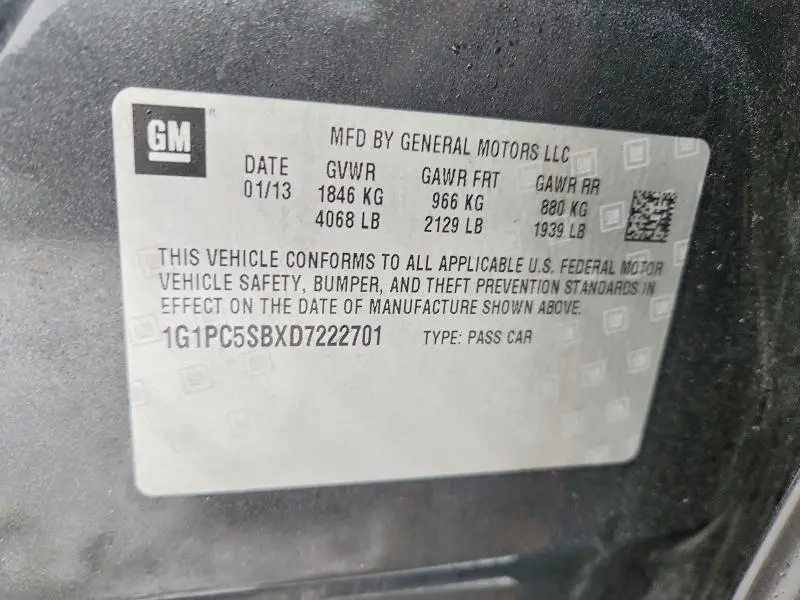 GM
MFD BY GENERAL MOTORS LLC
DATE GVWR GAWR FRT GAWR RR
01/13 1846 KG 966 KG 880 KG
4068 LB 2129 LB 1939 LB
THIS VEHICLE CONFORMS TO ALL APPLICABLE U.S. FEDERAL MOTOR
VEHICLE SAFETY, BUMPER, AND THEFT PREVENTION STANDARDS IN
EFFECT ON THE DATE OF MANUFACTURE SHOWN ABOVE.
1G1PC5SBXD7222701 TYPE: PASS CAR